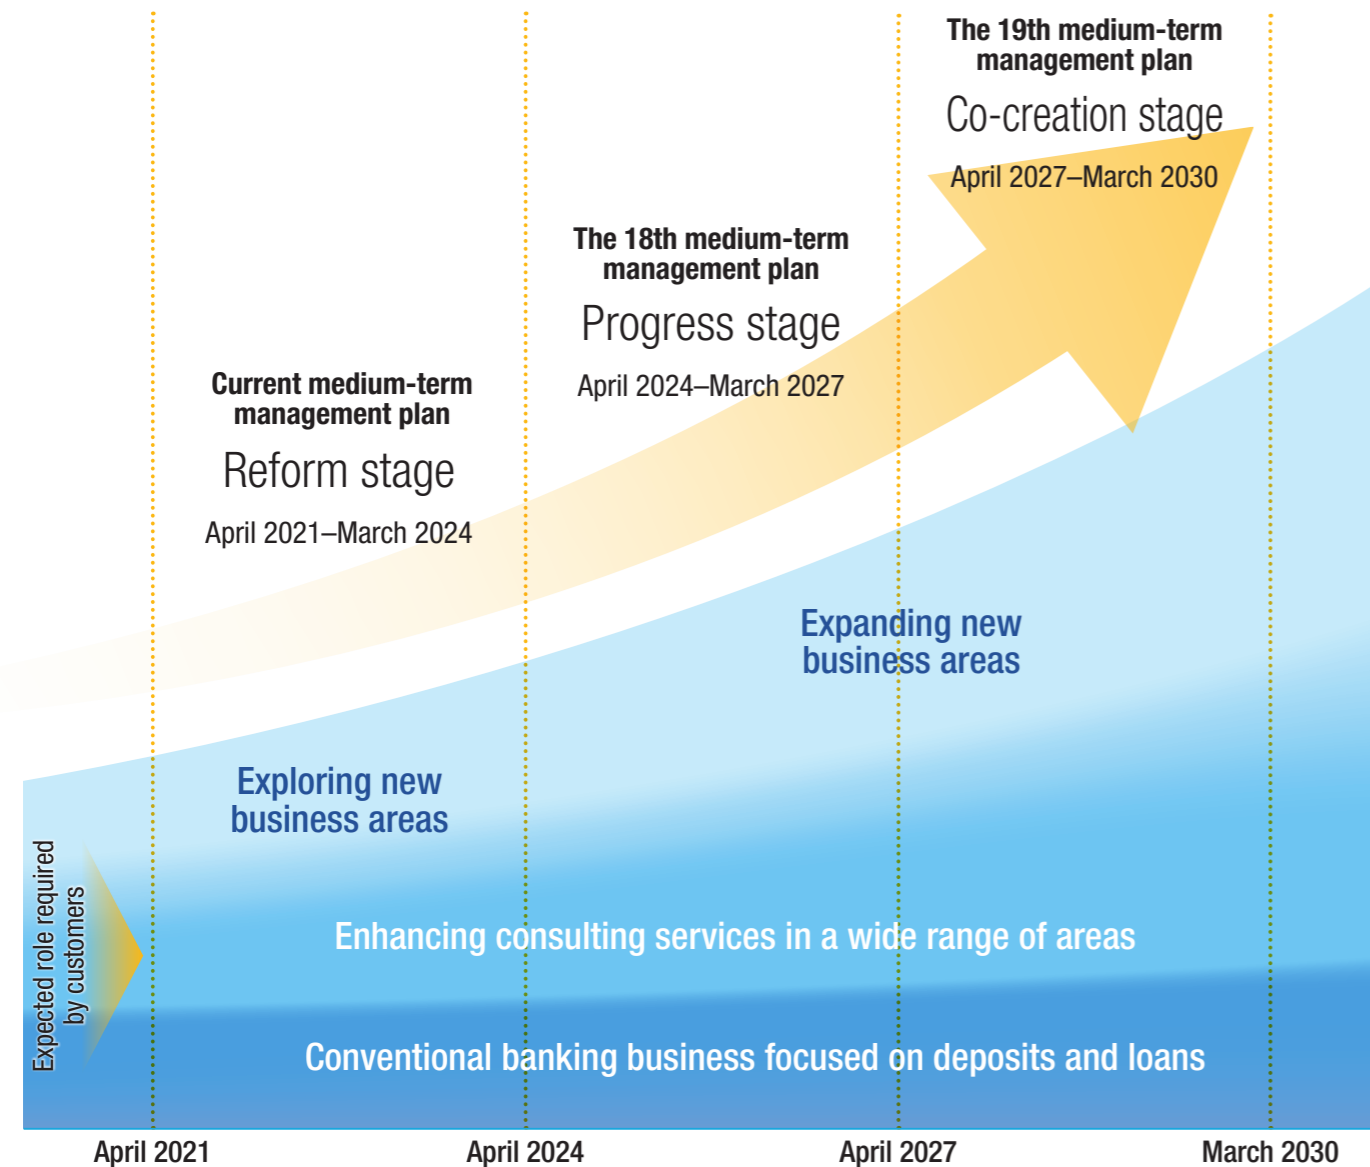 The 19th medium-term
management plan
Co-creation stage
April 2027–March 2030
The 18th medium-term
management plan
Progress stage
April 2024–March 2027
Current medium-term
management plan
Reform stage
April 2021–March 2024
Expanding new
business areas
Exploring new
business areas
Expected role required
by customers
Enhancing consulting services in a wide range of areas
Conventional banking business focused on deposits and loans
April 2021
April 2024
April 2027
March 2030